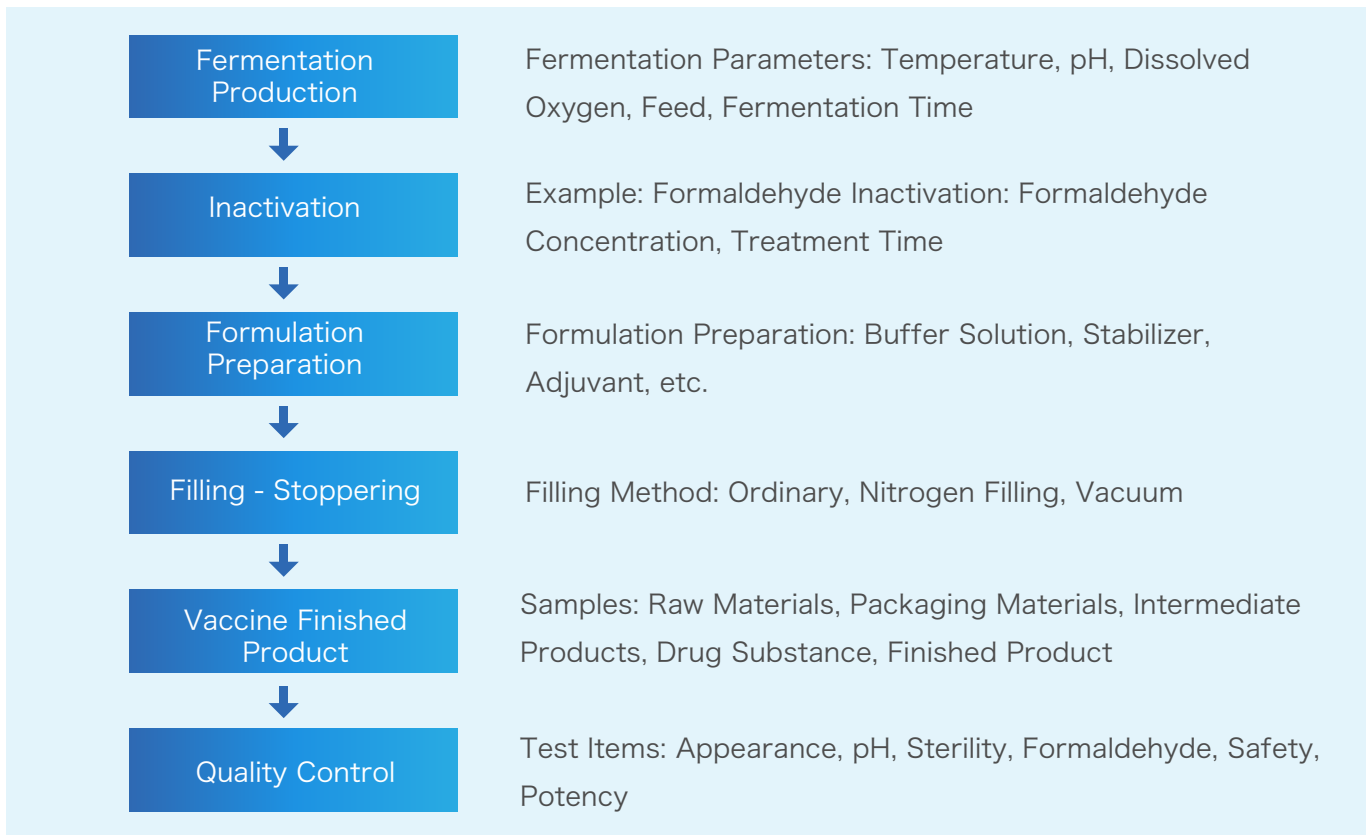 Fermentation
Production
Fermentation Parameters: Temperature, pH, Dissolved
Oxygen, Feed, Fermentation Time
Inactivation
Example: Formaldehyde Inactivation: Formaldehyde
Concentration, Treatment Time
Formulation
Preparation
Formulation Preparation: Buffer Solution, Stabilizer,
Adjuvant, etc.
Filling - Stoppering
Filling Method: Ordinary, Nitrogen Filling, Vacuum
Vaccine Finished
Product
Samples: Raw Materials, Packaging Materials, Intermediate
Products, Drug Substance, Finished Product
Quality Control
Test Items: Appearance, pH, Sterility, Formaldehyde, Safety,
Potency